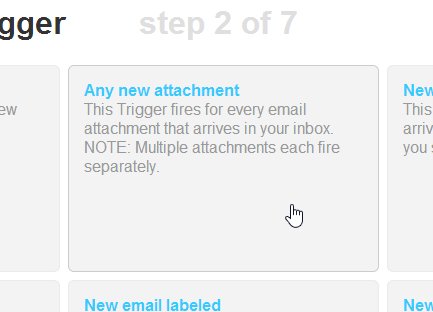 gger step 2 of 7
ew
Any new attachment
This Trigger fires for every email
attachment that arrives in your inbox.
NOTE: Multiple attachments each fire
separately.
New
This
arriv
you s
New email labeled
New